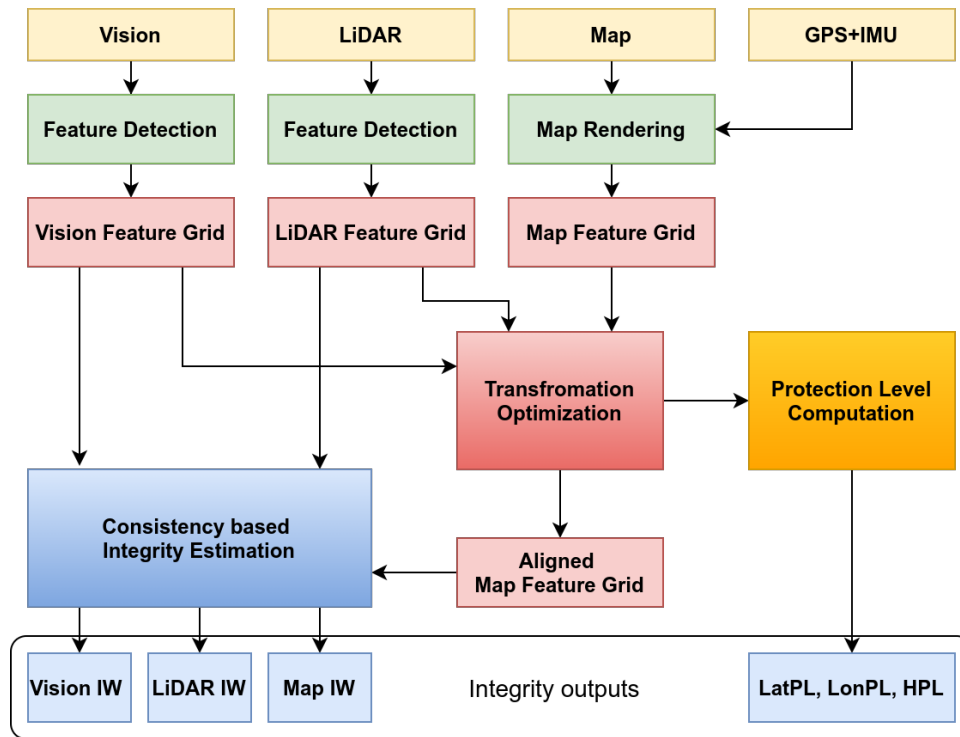 Vision
LiDAR
Map
GPS+IMU
Feature Detection
Feature Detection
Map Rendering
Vision Feature Grid
LiDAR Feature Grid
Map Feature Grid
Transfromation
Optimization
Protection Level
Computation
Consistency based
Integrity Estimation
Aligned
Map Feature Grid
Vision IW
LiDAR IW
Map IW
Integrity outputs
LatPL, LonPL, HPL